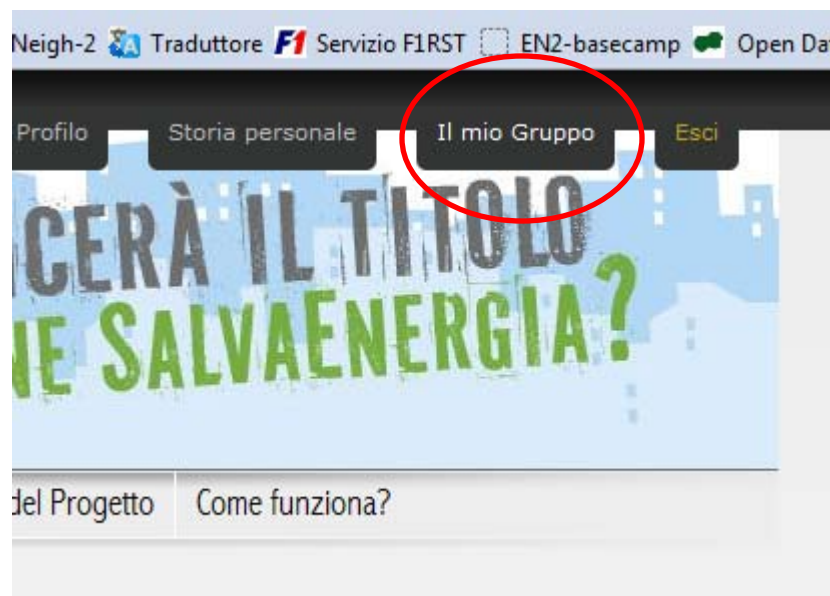 Neigh-2 Traduttore F1 Servizio F1RST EN2-basecamp Open Da
Profilo Storia personale Il mio Gruppo Esci
CERÀ IL TITOLO
NE SALVAENERGIA?
del Progetto Come funziona?